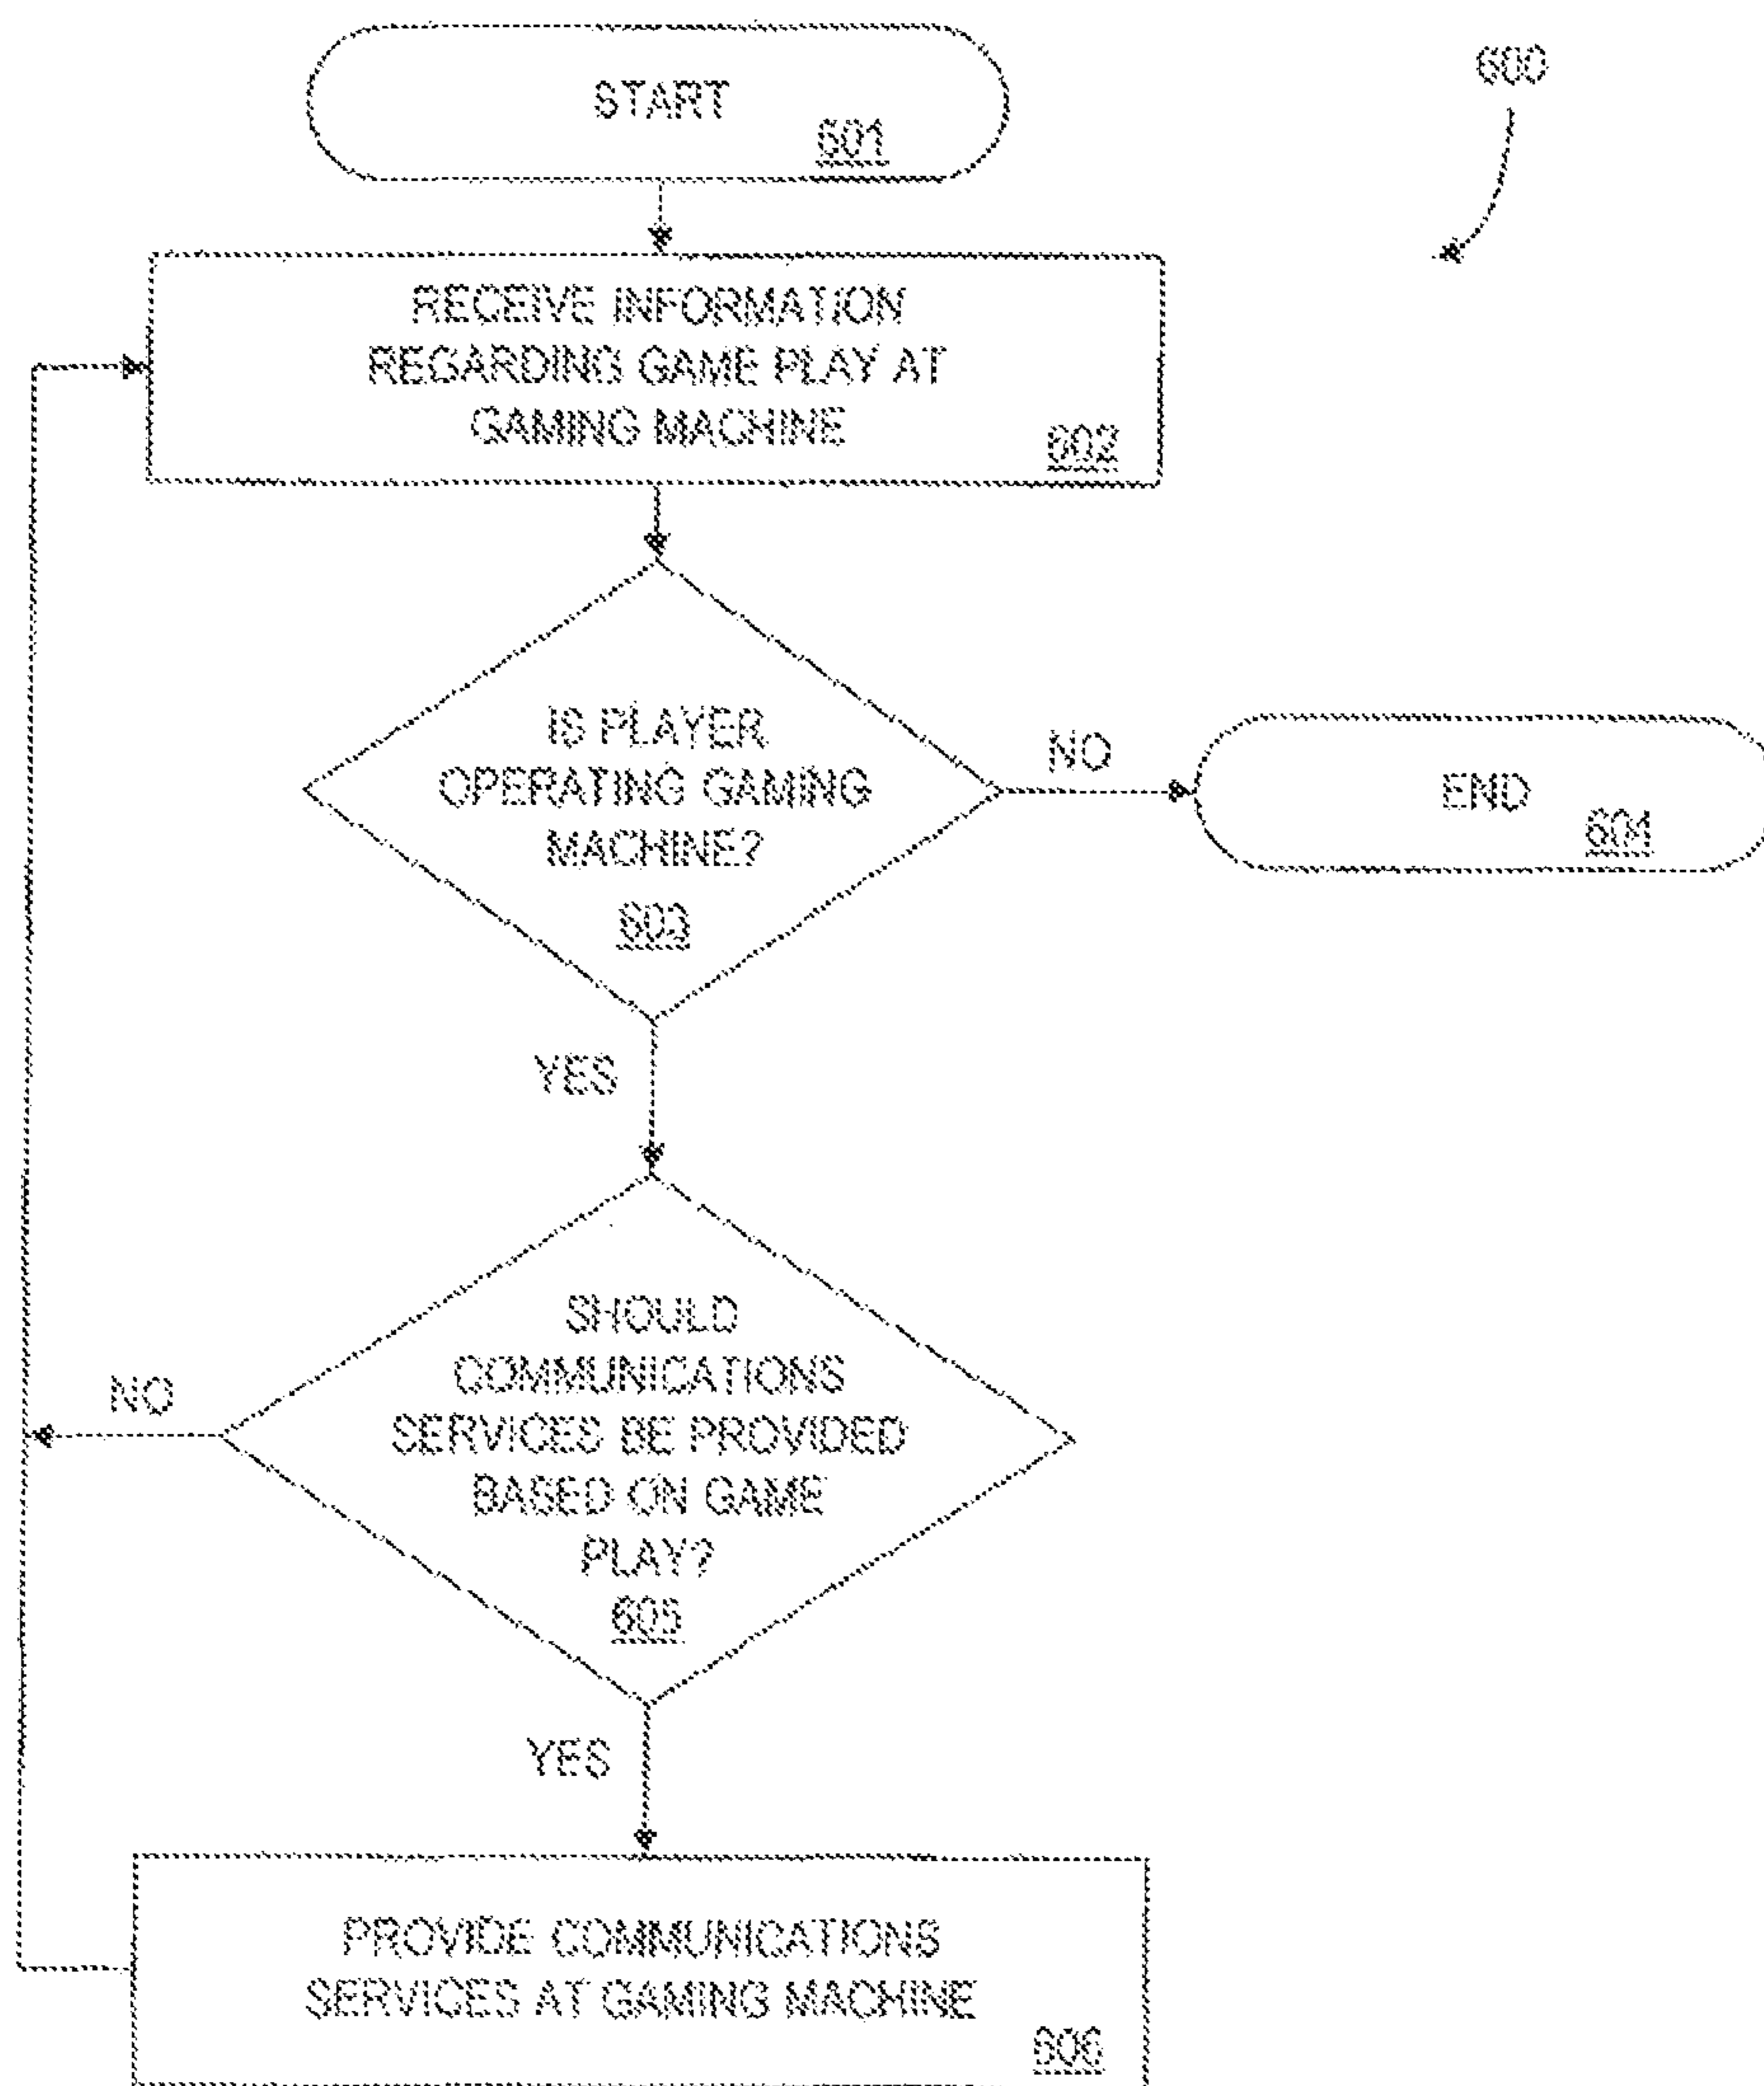 START
601
600
RECEIVE INFORMATION
REGARDING GAME PLAY AT
GAMING MACHINE
602
IS PLAYER
OPERATING GAMING
MACHINE?
603
NO
END
604
YES
SHOULD
COMMUNICATIONS
SERVICES BE PROVIDED
BASED ON GAME
PLAY?
605
NO
YES
PROVIDE COMMUNICATIONS
SERVICES AT GAMING MACHINE
606